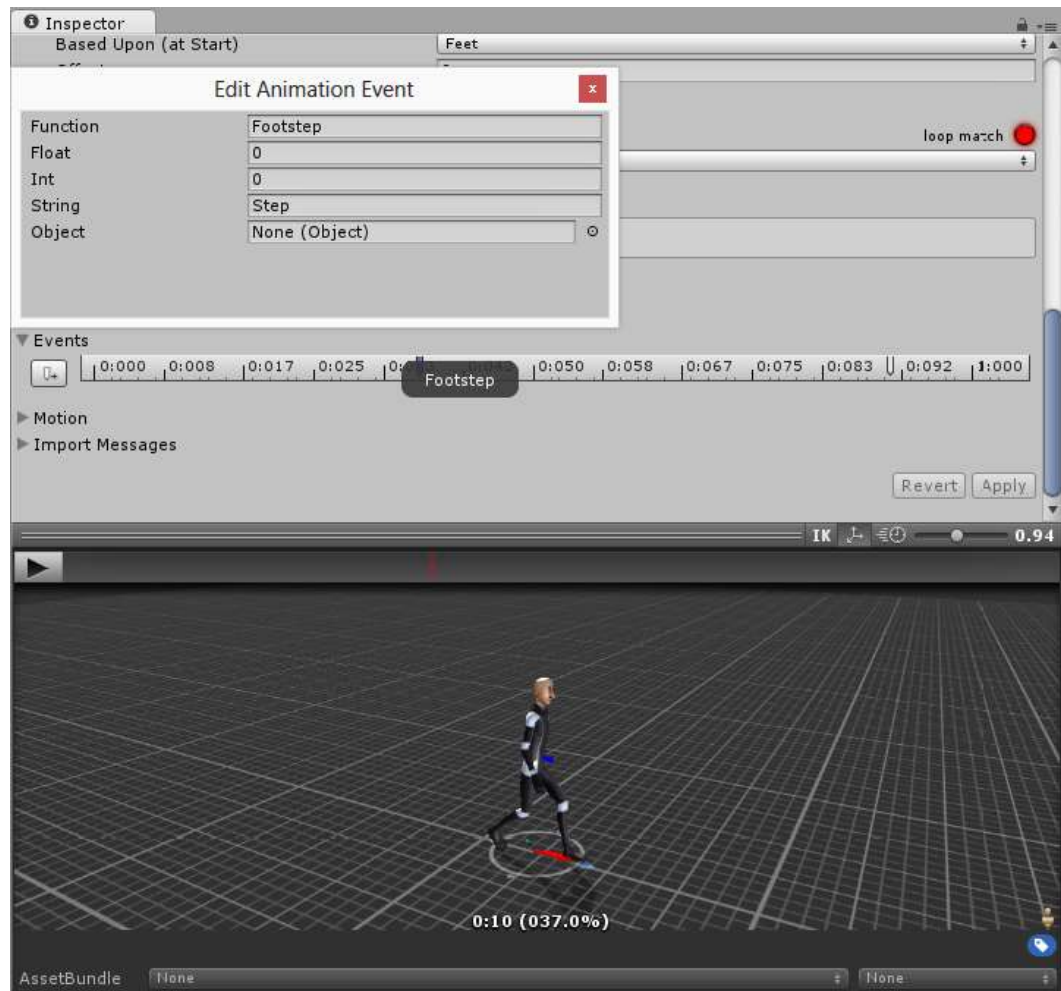 Inspector
Based Upon (at Start) Feet
Edit Animation Event x
Function Footstep
Float 0
loop match
Int 0
String Step
Object None (Object)
Events
0:000 0:008 0:017 0:025 0:050 0:058 0:067 0:075 0:083 0:092 1:000
Footstep
Motion
Import Messages
Revert Apply
IK 0.94
0:10 (037.0%)
AssetBundle None None